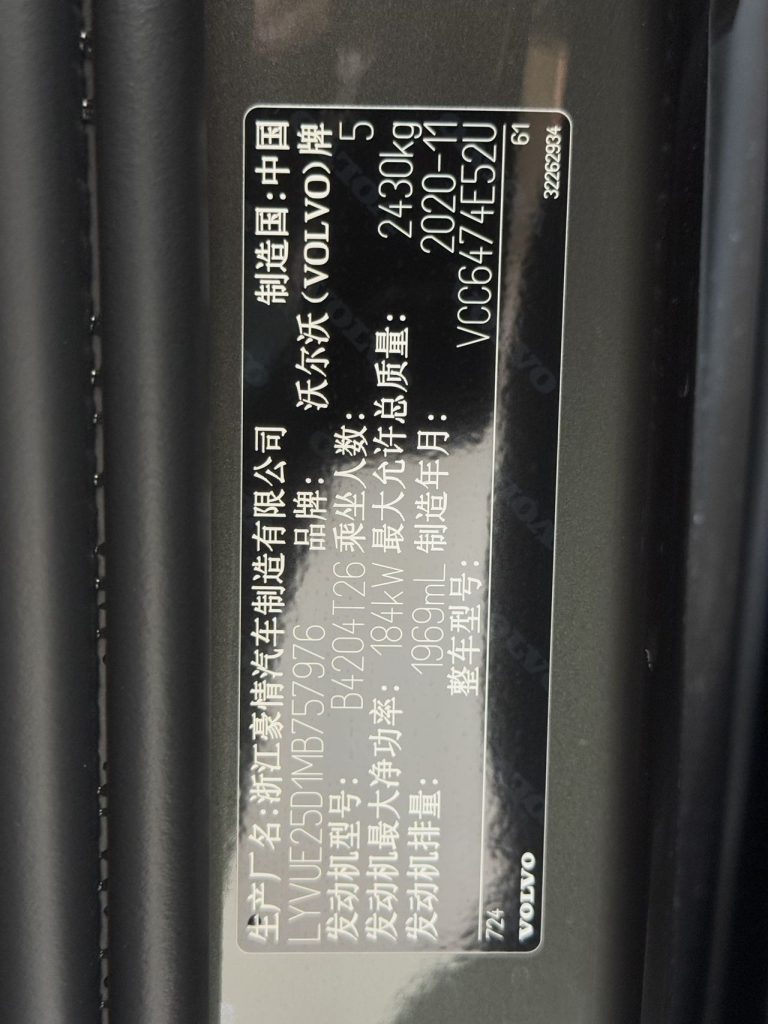 生产厂名:浙江豪情汽车制造有限公司 制造国:中国
LYVUE25D1MB757976 品牌: 沃尔沃(VOLVO)牌
发动机型号: B4204T26 乘坐人数: 5
发动机最大净功率: 184kW 最大允许总质量: 2430kg
发动机排量: 1969mL 制造年月: 2020-11
整车型号: VCC6474E52U
724 61
VOLVO 32262934